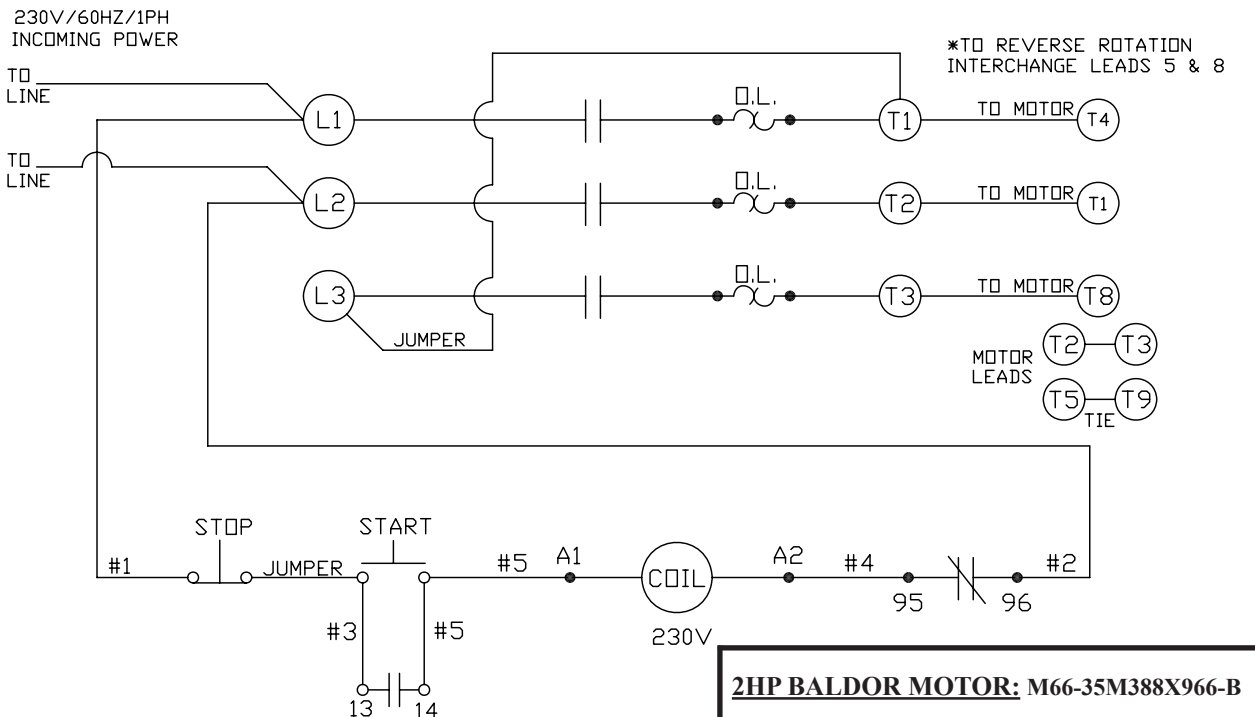 230V/60HZ/1PH
INCOMING POWER
*TO REVERSE ROTATION
INTERCHANGE LEADS 5 & 8
TO
LINE
L1
O.L.
T1
TO MOTOR
T4
TO
LINE
L2
O.L.
T2
TO MOTOR
T1
L3
O.L.
T3
TO MOTOR
T8
JUMPER
MOTOR
LEADS
T2
T3
T5
T9
TIE
STOP
START
#1
JUMPER
#5
A1
COIL
A2
#4
95
96
#2
230V
#3
#5
13
14
2HP BALDOR MOTOR: M66-35M388X966-B